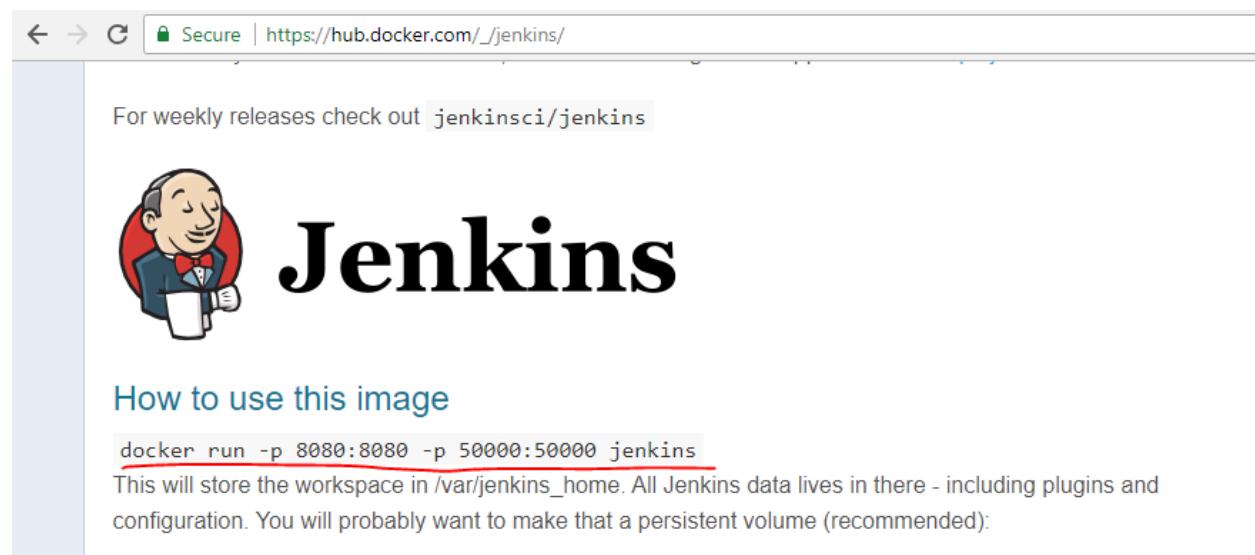 Secure | https://hub.docker.com/_/jenkins/
For weekly releases check out jenkinsci/jenkins
Jenkins
How to use this image
docker run -p 8080:8080 -p 50000:50000 jenkins
This will store the workspace in /var/jenkins_home. All Jenkins data lives in there - including plugins and
configuration. You will probably want to make that a persistent volume (recommended):